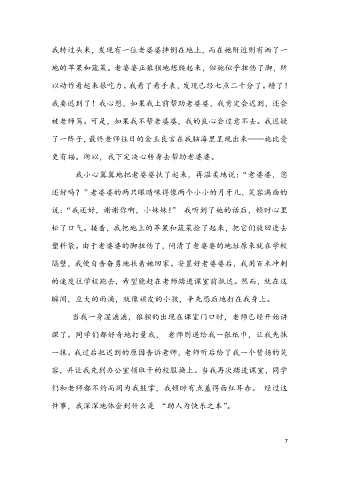 我转过头来，发现有一位老婆婆摔倒在地上，而在她附近则有洒了一
地的苹果和蔬菜。老婆婆正狼狈地想爬起来，但她似乎扭伤了脚，所
以动作看起来很吃力。我看了看手表，发现已经七点二十分了。糟了！
我要迟到了！我心想，如果我上前帮助老婆婆，我肯定会迟到，还会
被老师骂。可是，如果我不帮老婆婆，我的良心会过意不去。我迟疑
了一阵子，最终老师往日的金玉良言在我脑海里呈现出来——施比受
更有福。所以，我下定决心转身去帮助老婆婆。
我小心翼翼地把老婆婆扶了起来，再温柔地说：“老婆婆，您
还好吗？”老婆婆的两只眼睛咪得像两个小小的月牙儿，笑容满面的
说：“我还好，谢谢你啊，小妹妹！” 我听到了她的话后，顿时心里
松了口气。接着，我把地上的苹果和蔬菜捡了起来，把它们放回进去
塑料袋。由于老婆婆的脚扭伤了，问清了老婆婆的地址原来就在学校
隔壁，我便自告奋勇地扶着她回家。安置好老婆婆后，我用百米冲刺
的速度往学校跑去，希望能赶在老师踏进课室前抵达。然而，就在这
瞬间，豆大的雨滴，就像顽皮的小孩，争先恐后地打在我身上。
当我一身湿漉漉，狼狈的出现在课室门口时，老师已经开始讲
课了。同学们都好奇地打量我， 老师则递给我一张纸巾，让我先抹
一抹。我过后把迟到的原因告诉老师，老师听后给了我一个赞扬的笑
容，并让我先到办公室领取干的校服换上。当我再次踏进课室，同学
们和老师都不约而同为我鼓掌，我顿时有点羞得面红耳赤。 经过这
件事，我深深地体会到什么是 “助人为快乐之本”。
7